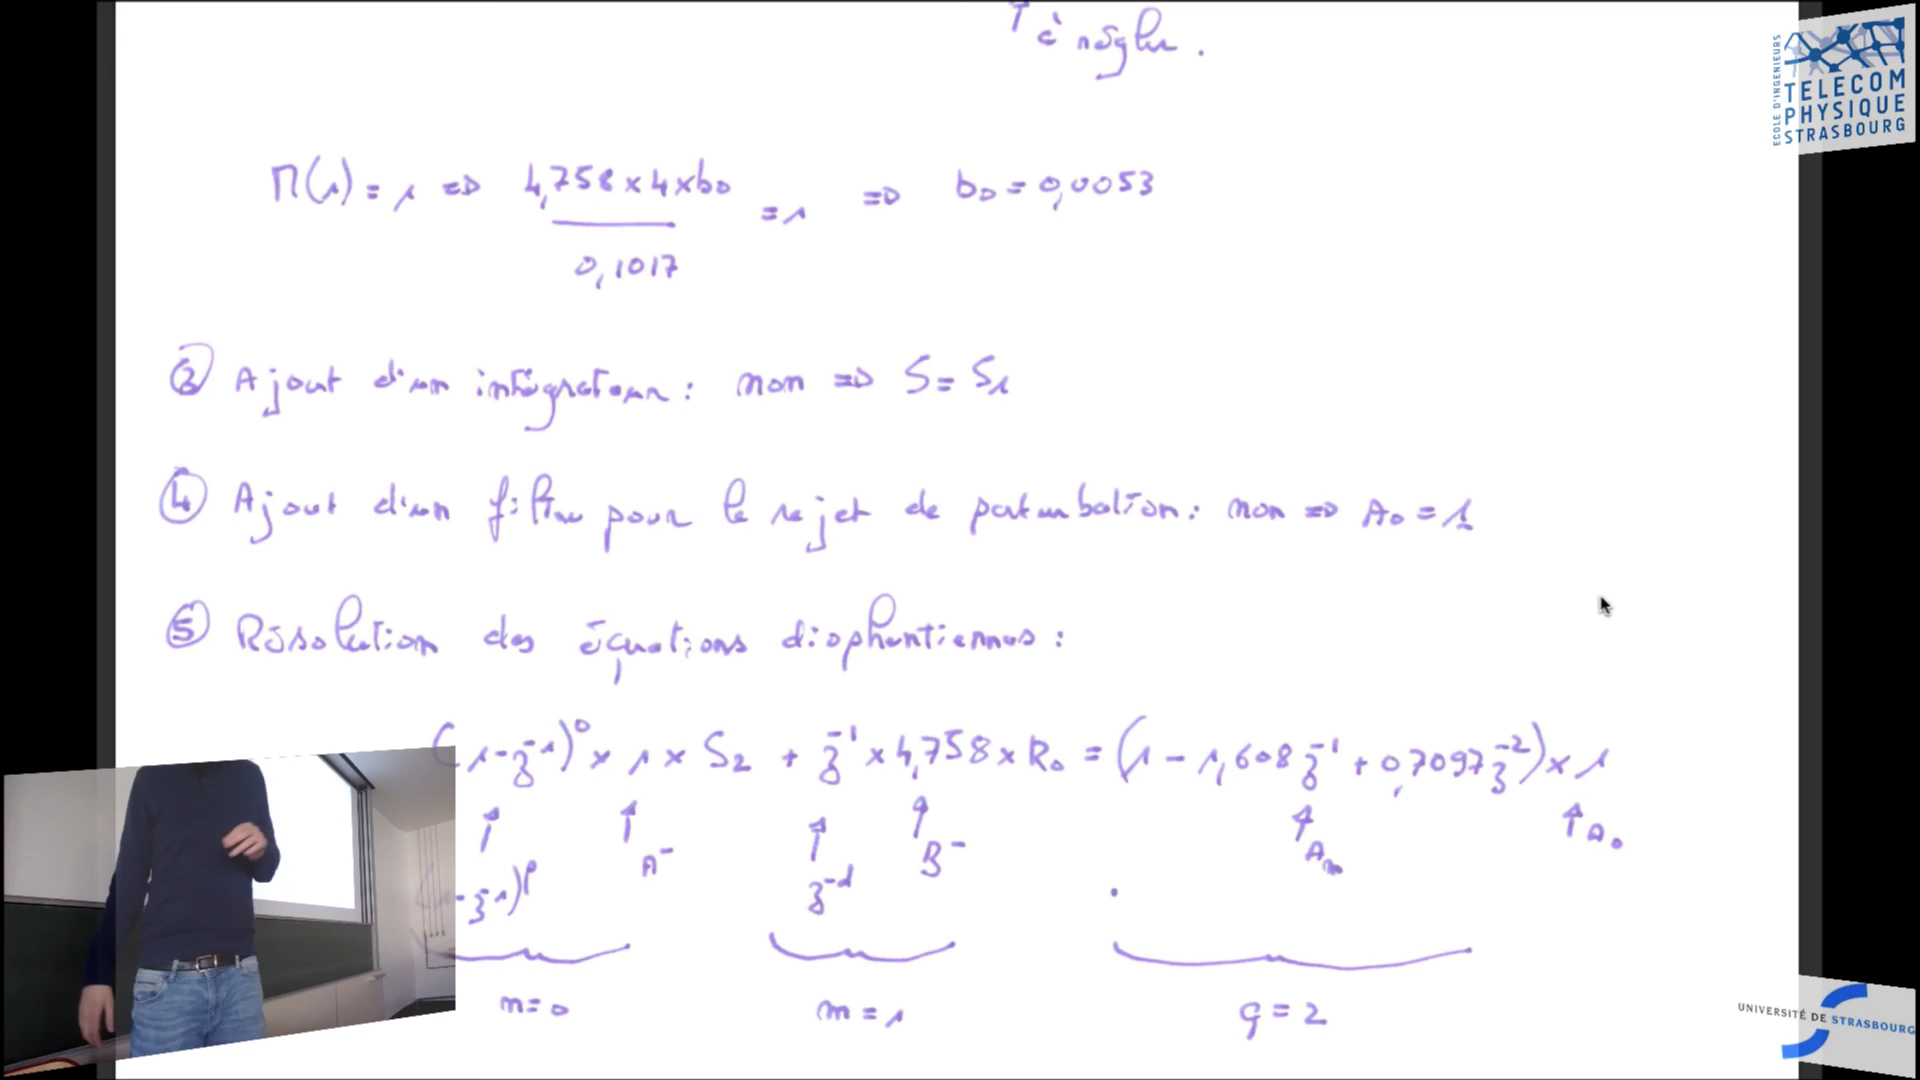 à régler.
M(1) = 1 => 4,758 x 4 x b0 / 0,1017 = 1 => b0 = 0,0053
③ Ajout d'un intégrateur : non => S = S1
④ Ajout d'un filtre pour le rejet de perturbation : non => A0 = 1
⑤ Résolution des équations diophantiennes :
(1-z⁻¹)⁰ x 1 x S2 + z⁻¹ x 4,758 x R0 = (1 - 1,608 z⁻¹ + 0,7097 z⁻²) x 1
A⁻ B⁻ Am A0
-z⁻¹)ᵖ z⁻ᵈ
n=0 m=1 q=2
ECOLE D'INGENIEURS
TELECOM
PHYSIQUE
STRASBOURG
UNIVERSITÉ DE STRASBOURG